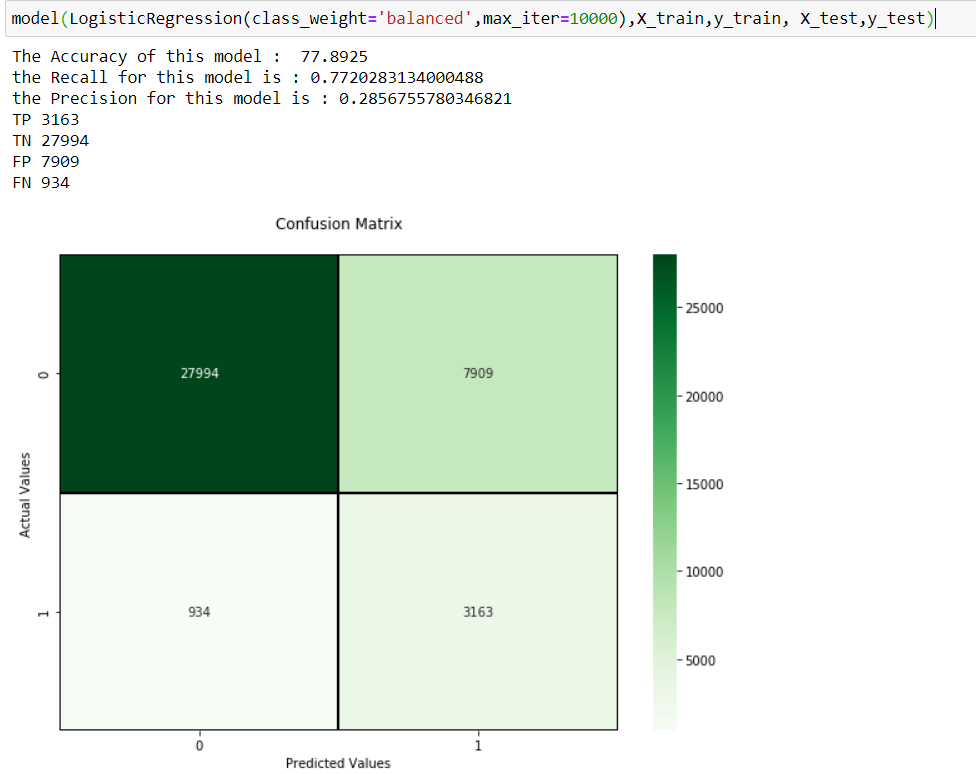 model(LogisticRegression(class_weight='balanced',max_iter=10000),X_train,y_train, X_test,y_test)
The Accuracy of this model :  77.8925
the Recall for this model is : 0.7720283134000488
the Precision for this model is : 0.2856755780346821
TP 3163
TN 27994
FP 7909
FN 934
Confusion Matrix
27994
7909
934
3163
0
1
Actual Values
0
1
Predicted Values
25000
20000
15000
10000
5000